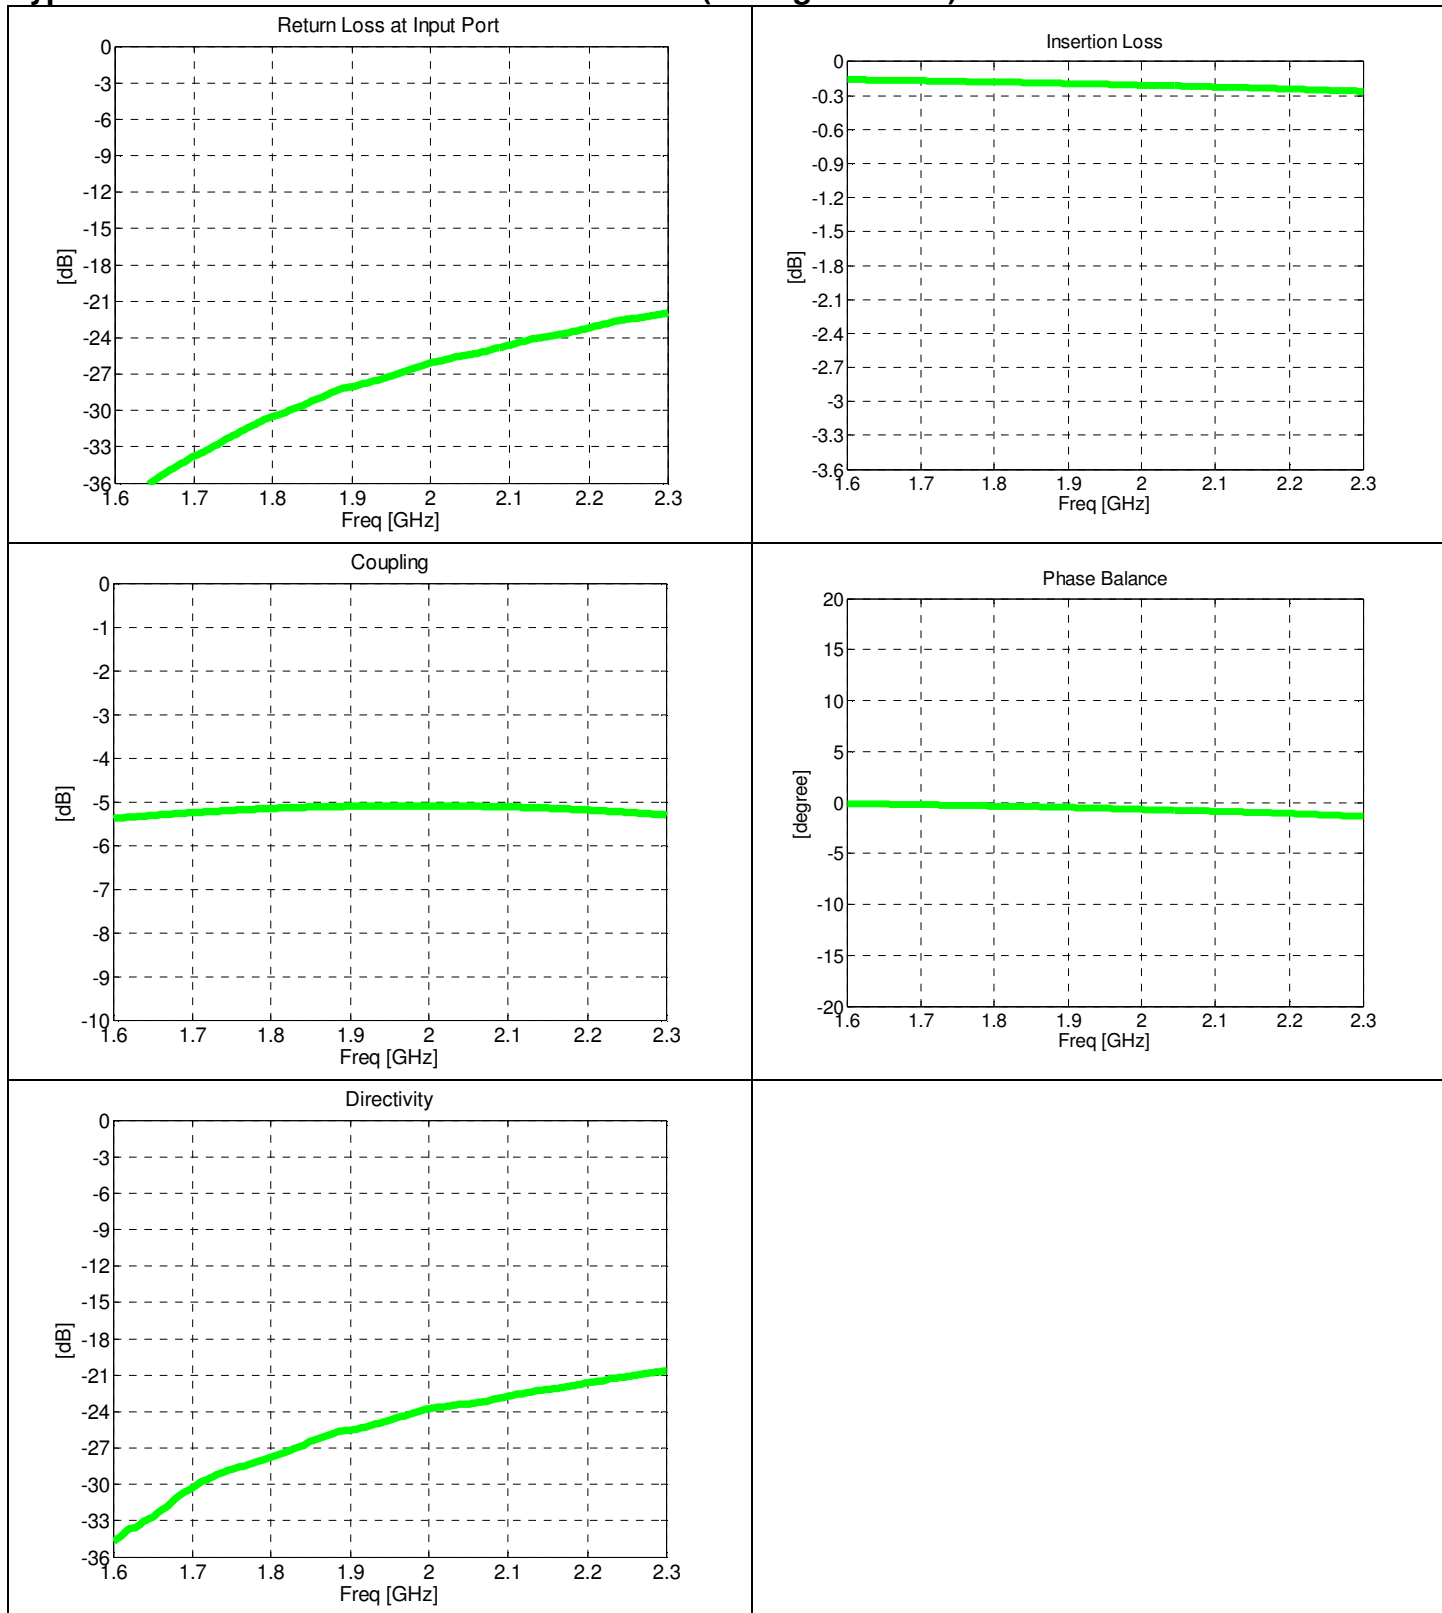 Return Loss at Input Port
0
-3
-6
-9
-12
-15
-18
-21
-24
-27
-30
-33
-36
[dB]
1.6 1.7 1.8 1.9 2 2.1 2.2 2.3
Freq [GHz]
Insertion Loss
0
-0.3
-0.6
-0.9
-1.2
-1.5
-1.8
-2.1
-2.4
-2.7
-3
-3.3
-3.6
[dB]
1.6 1.7 1.8 1.9 2 2.1 2.2 2.3
Freq [GHz]
Coupling
0
-1
-2
-3
-4
-5
-6
-7
-8
-9
-10
[dB]
1.6 1.7 1.8 1.9 2 2.1 2.2 2.3
Freq [GHz]
Phase Balance
20
15
10
5
0
-5
-10
-15
-20
[degree]
1.6 1.7 1.8 1.9 2 2.1 2.2 2.3
Freq [GHz]
Directivity
0
-3
-6
-9
-12
-15
-18
-21
-24
-27
-30
-33
-36
[dB]
1.6 1.7 1.8 1.9 2 2.1 2.2 2.3
Freq [GHz]